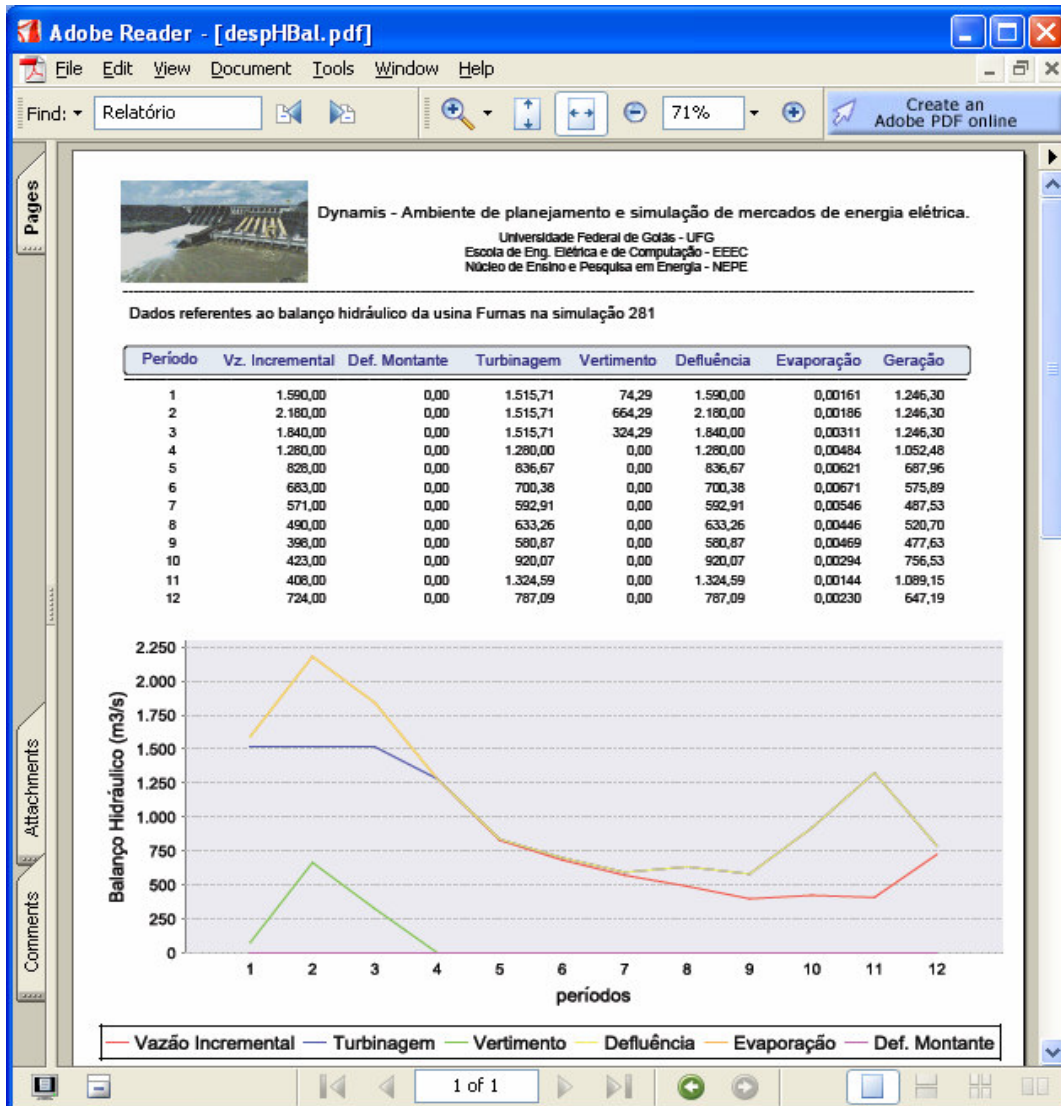 Adobe Reader - [despHBal.pdf]
File Edit View Document Tools Window Help
Find: Relatório 71% Create an Adobe PDF online
Pages
Attachments
Comments
Dynamis - Ambiente de planejamento e simulação de mercados de energia elétrica.
Universidade Federal de Goiás - UFG
Escola de Eng. Elétrica e de Computação - EEEC
Núcleo de Ensino e Pesquisa em Energia - NEPE
Dados referentes ao balanço hidráulico da usina Furnas na simulação 281
Período Vz. Incremental Def. Montante Turbinagem Vertimento Defluência Evaporação Geração
1 1.590,00 0,00 1.515,71 74,29 1.590,00 0,00161 1.246,30
2 2.180,00 0,00 1.515,71 664,29 2.180,00 0,00186 1.246,30
3 1.840,00 0,00 1.515,71 324,29 1.840,00 0,00311 1.246,30
4 1.280,00 0,00 1.280,00 0,00 1.280,00 0,00484 1.052,48
5 828,00 0,00 836,67 0,00 836,67 0,00621 687,96
6 683,00 0,00 700,38 0,00 700,38 0,00671 575,89
7 571,00 0,00 592,91 0,00 592,91 0,00546 487,53
8 490,00 0,00 633,26 0,00 633,26 0,00446 520,70
9 398,00 0,00 580,87 0,00 580,87 0,00469 477,63
10 423,00 0,00 920,07 0,00 920,07 0,00294 756,53
11 408,00 0,00 1.324,59 0,00 1.324,59 0,00144 1.089,15
12 724,00 0,00 787,09 0,00 787,09 0,00230 647,19
Balanço Hidráulico (m3/s)
2.250
2.000
1.750
1.500
1.250
1.000
750
500
250
0
1 2 3 4 5 6 7 8 9 10 11 12
períodos
Vazão Incremental Turbinagem Vertimento Defluência Evaporação Def. Montante
1 of 1